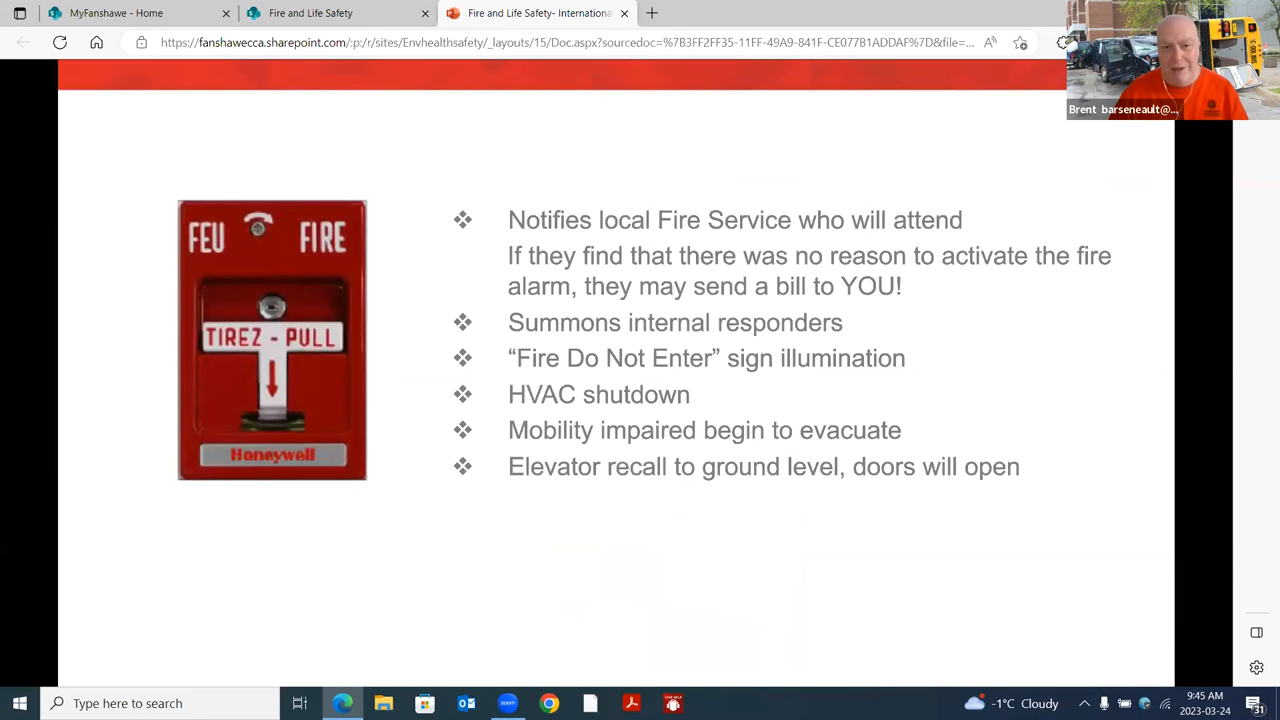 MyFanshawe - Home
Fire and Life Safety
Fire and Life Safety- Internationa
https://fanshawecca.sharepoint.com/:p:/r/sites/Envhealthsafety/_layouts/15/doc.aspx?sourcedoc=%7B3FF2FF35-11FF-49A9-841F-CE077B1ADDAF%7D&file=...
Brent barseneault@...
FEU FIRE
TIREZ - PULL
Honeywell
❖ Notifies local Fire Service who will attend
If they find that there was no reason to activate the fire
alarm, they may send a bill to YOU!
❖ Summons internal responders
❖ “Fire Do Not Enter” sign illumination
❖ HVAC shutdown
❖ Mobility impaired begin to evacuate
❖ Elevator recall to ground level, doors will open
Type here to search
zoom
-1°C Cloudy
9:45 AM
2023-03-24
31